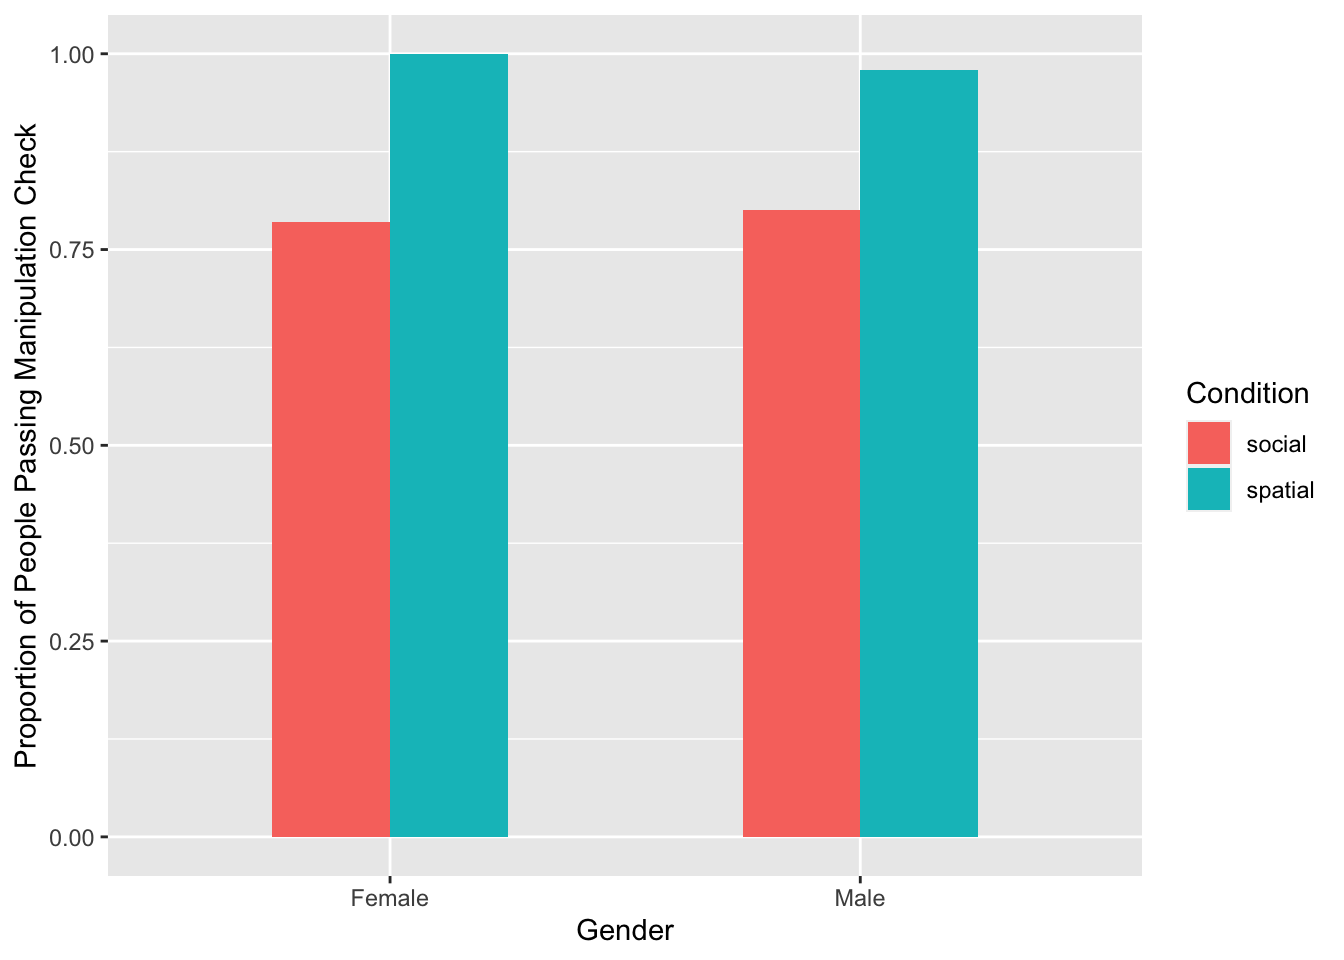 Proportion of People Passing Manipulation Check
1.00
0.75
0.50
0.25
0.00
Female
Male
Gender
Condition
social
spatial